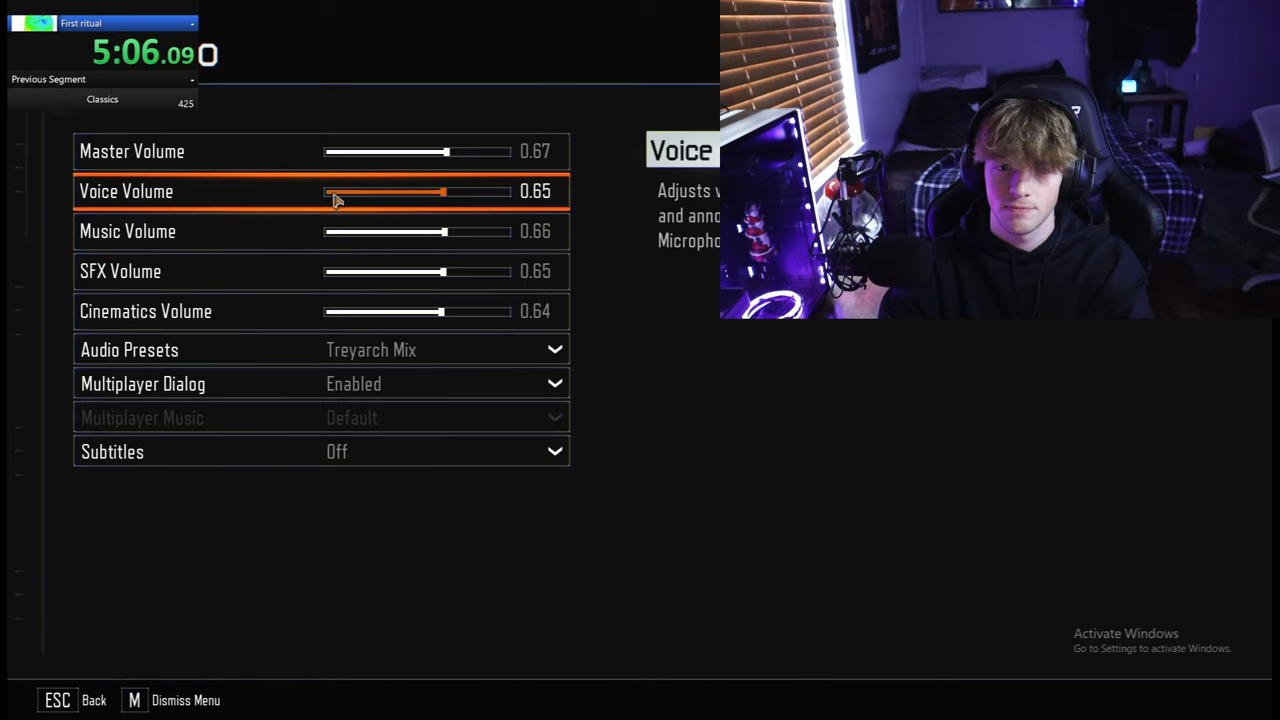 First ritual -
5:06.09 O
Previous Segment -
Classics 425
Master Volume 0.67
Voice Volume 0.65
Music Volume 0.66
SFX Volume 0.65
Cinematics Volume 0.64
Audio Presets Treyarch Mix
Multiplayer Dialog Enabled
Multiplayer Music Default
Subtitles Off
Voice
Adjusts
and
Activate Windows
Go to Settings to activate Windows.
ESC Back M Dismiss Menu